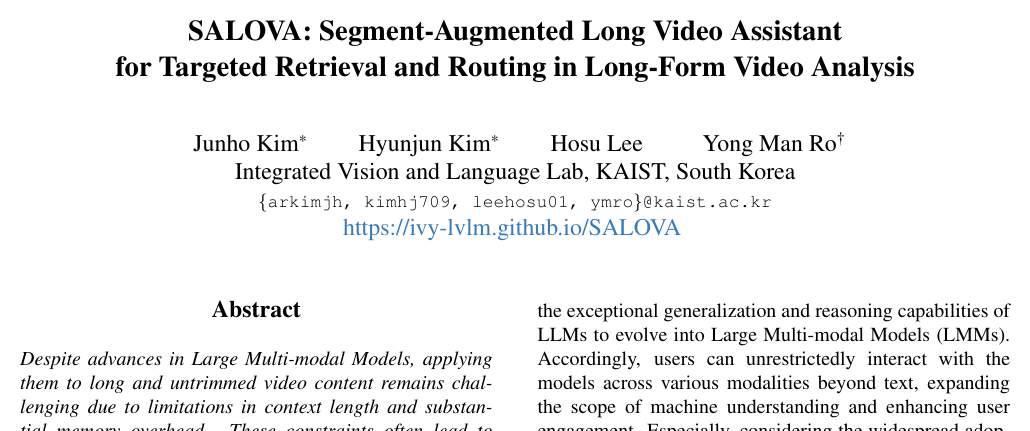 SALOVA: Segment-Augmented Long Video Assistant
for Targeted Retrieval and Routing in Long-Form Video Analysis
Junho Kim* Hyunjun Kim* Hosu Lee Yong Man Ro†
Integrated Vision and Language Lab, KAIST, South Korea
{arkimjh, kimhj709, leehosu01, ymro}@kaist.ac.kr
https://ivy-lvlm.github.io/SALOVA
Abstract
Despite advances in Large Multi-modal Models, applying
them to long and untrimmed video content remains chal-
lenging due to limitations in context length and substan-
tial memory overhead. These constraints often lead to
the exceptional generalization and reasoning capabilities of
LLMs to evolve into Large Multi-modal Models (LMMs).
Accordingly, users can unrestrictedly interact with the
models across various modalities beyond text, expanding
the scope of machine understanding and enhancing user
engagement. Especially, considering the widespread adop-